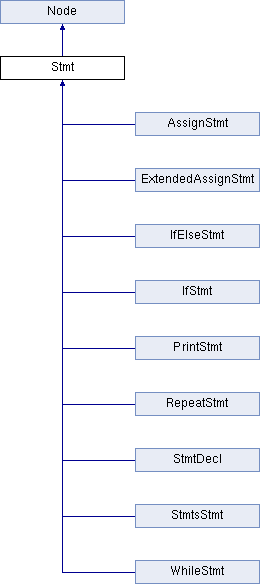 Node
Stmt
AssignStmt
ExtendedAssignStmt
IfElseStmt
IfStmt
PrintStmt
RepeatStmt
StmtDecl
StmtsStmt
WhileStmt